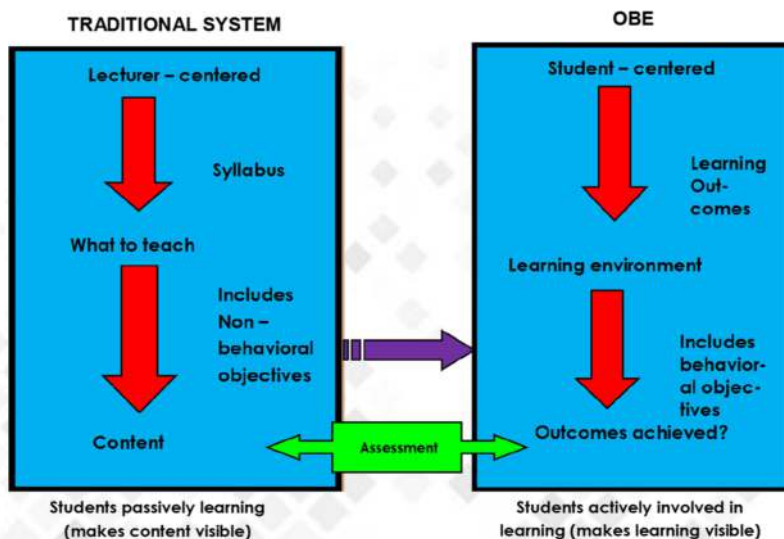 TRADITIONAL SYSTEM
Lecturer – centered
Syllabus
What to teach
Includes
Non –
behavioral
objectives
Content
Students passively learning
(makes content visible)
Assessment
OBE
Student – centered
Learning
Out-
comes
Learning environment
Includes
behavior-
al objec-
tives
Outcomes achieved?
Students actively involved in
learning (makes learning visible)